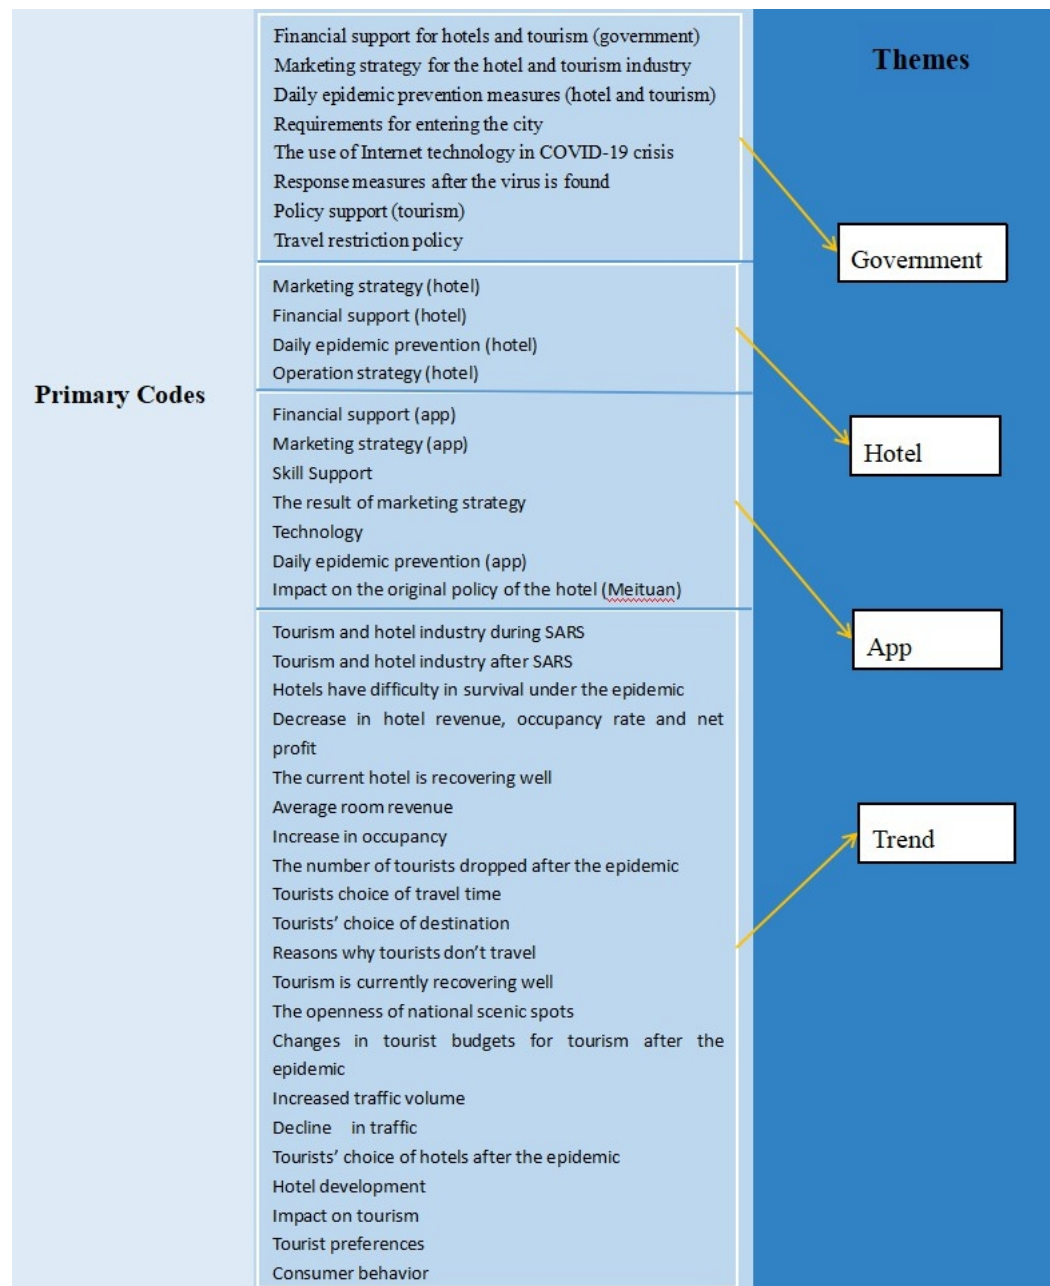 Primary Codes
Financial support for hotels and tourism (government)
Marketing strategy for the hotel and tourism industry
Daily epidemic prevention measures (hotel and tourism)
Requirements for entering the city
The use of Internet technology in COVID-19 crisis
Response measures after the virus is found
Policy support (tourism)
Travel restriction policy
Marketing strategy (hotel)
Financial support (hotel)
Daily epidemic prevention (hotel)
Operation strategy (hotel)
Financial support (app)
Marketing strategy (app)
Skill Support
The result of marketing strategy
Technology
Daily epidemic prevention (app)
Impact on the original policy of the hotel (Meituan)
Tourism and hotel industry during SARS
Tourism and hotel industry after SARS
Hotels have difficulty in survival under the epidemic
Decrease in hotel revenue, occupancy rate and net
profit
The current hotel is recovering well
Average room revenue
Increase in occupancy
The number of tourists dropped after the epidemic
Tourists choice of travel time
Tourists’ choice of destination
Reasons why tourists don’t travel
Tourism is currently recovering well
The openness of national scenic spots
Changes in tourist budgets for tourism after the
epidemic
Increased traffic volume
Decline in traffic
Tourists’ choice of hotels after the epidemic
Hotel development
Impact on tourism
Tourist preferences
Consumer behavior
Themes
Government
Hotel
App
Trend